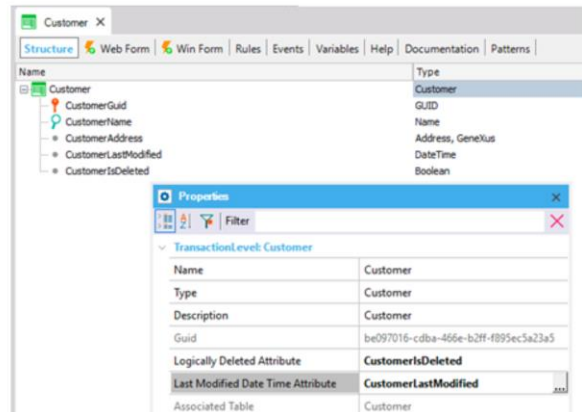 Customer X
Structure Web Form Win Form Rules Events Variables Help Documentation Patterns
Name Type
Customer Customer
CustomerGuid GUID
CustomerName Name
CustomerAddress Address, GeneXus
CustomerLastModified DateTime
CustomerIsDeleted Boolean
Properties
Filter
TransactionLevel: Customer
Name Customer
Type Customer
Description Customer
Guid be097016-cdba-466e-b2ff-f895ec5a23a5
Logically Deleted Attribute CustomerIsDeleted
Last Modified Date Time Attribute CustomerLastModified ...
Associated Table Customer